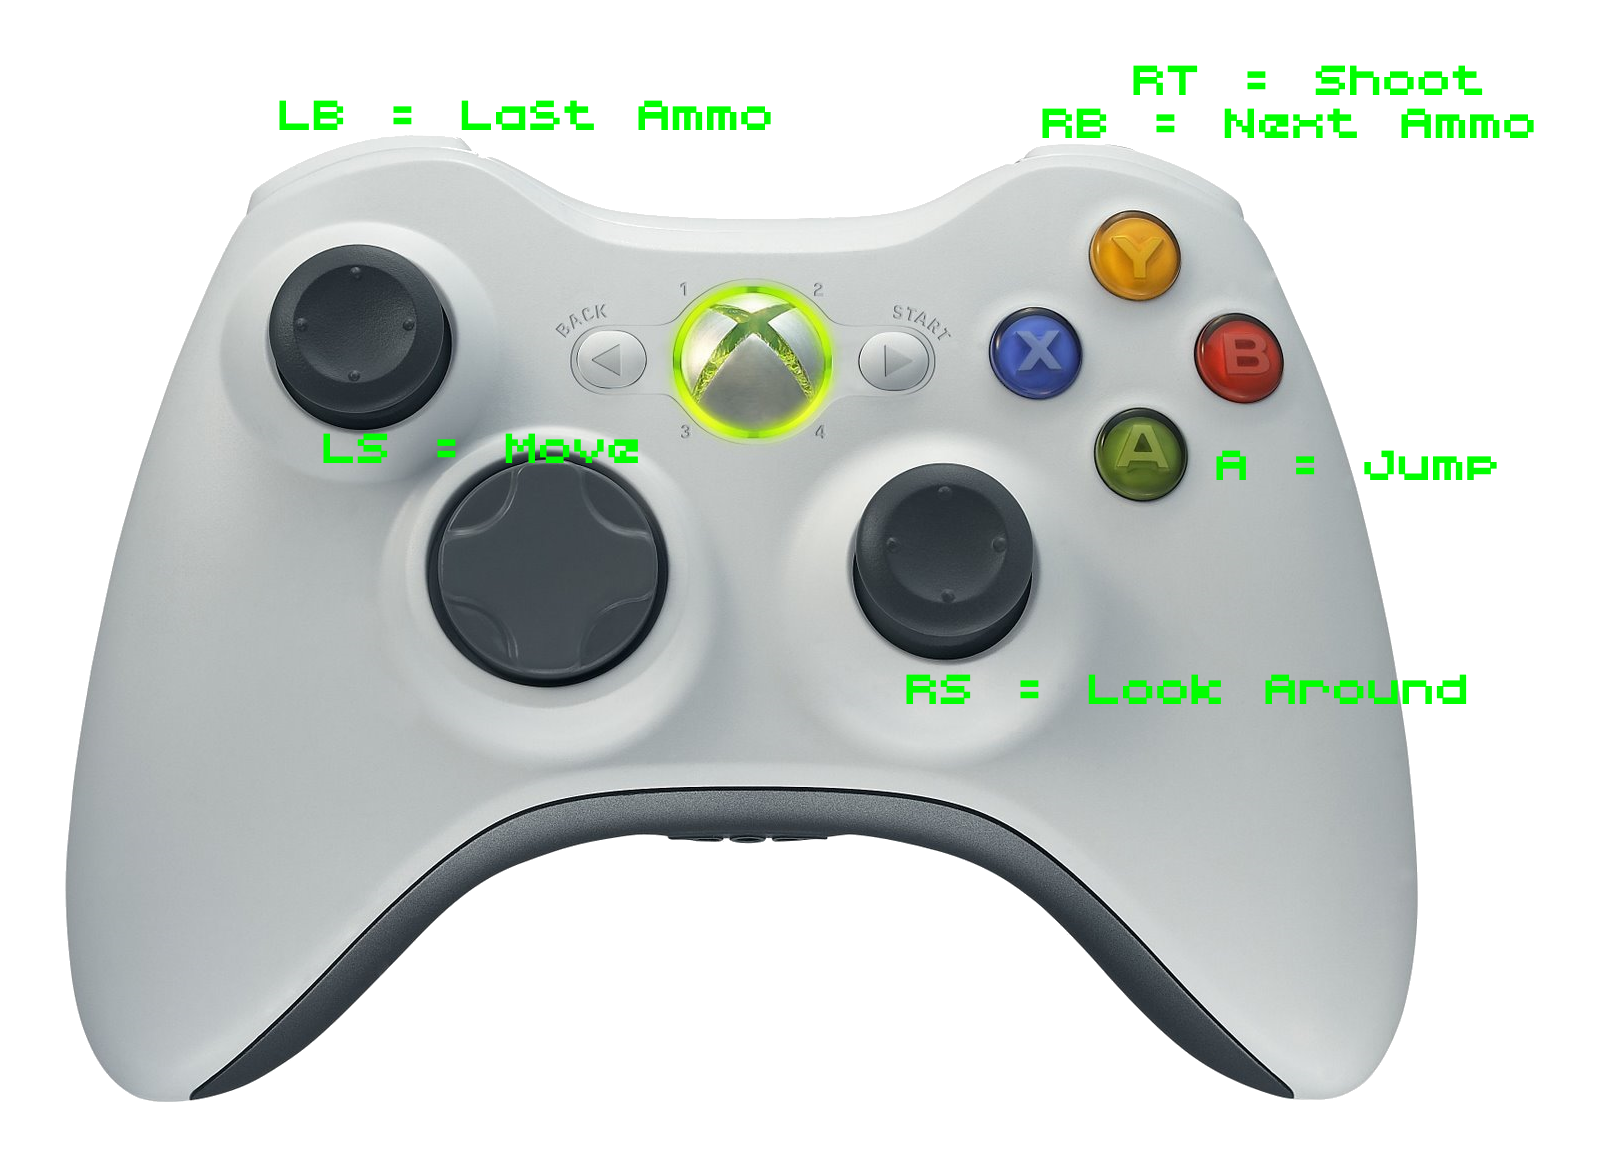 RT = Shoot
LB = Last Ammo
RB = Next Ammo
Y
1 2
BACK
START
X
B
3 4
LS = Move
A
A = Jump
RS = Look Around